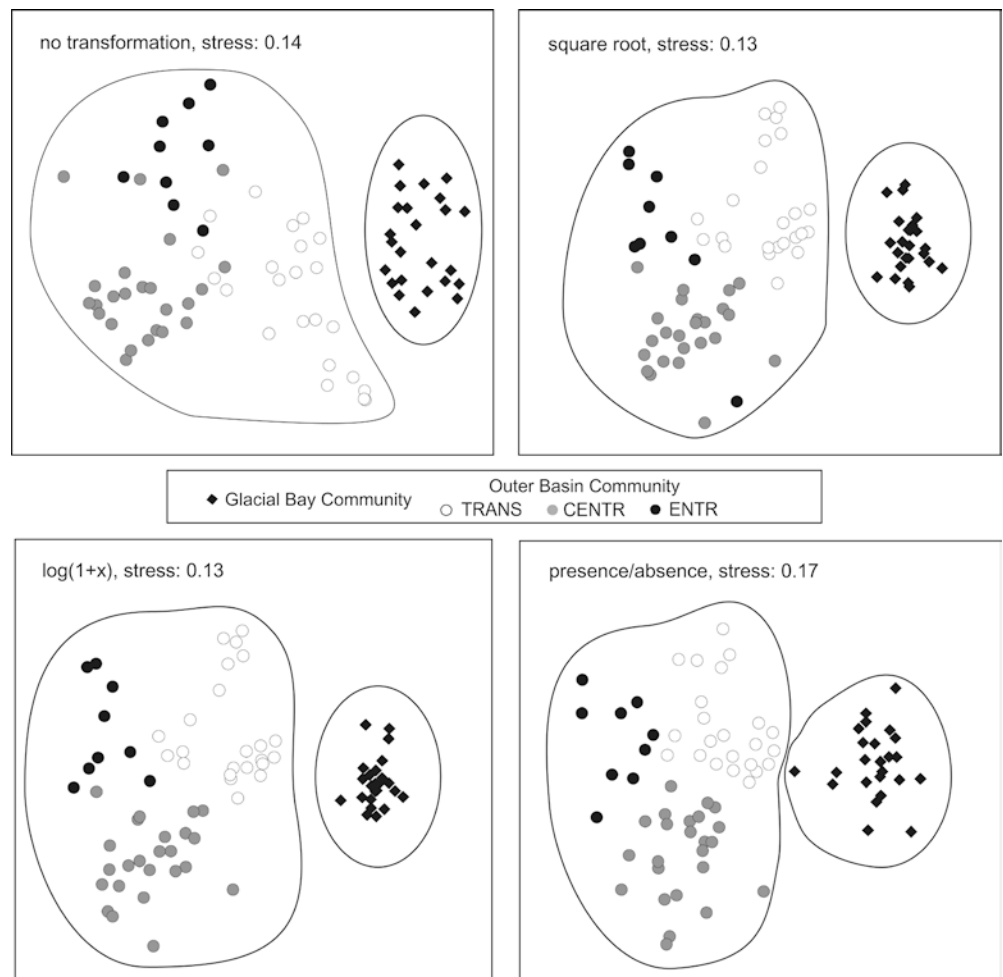 no transformation, stress: 0.14
square root, stress: 0.13
Outer Basin Community
Glacial Bay Community
TRANS CENTR ENTR
log(1+x), stress: 0.13
presence/absence, stress: 0.17